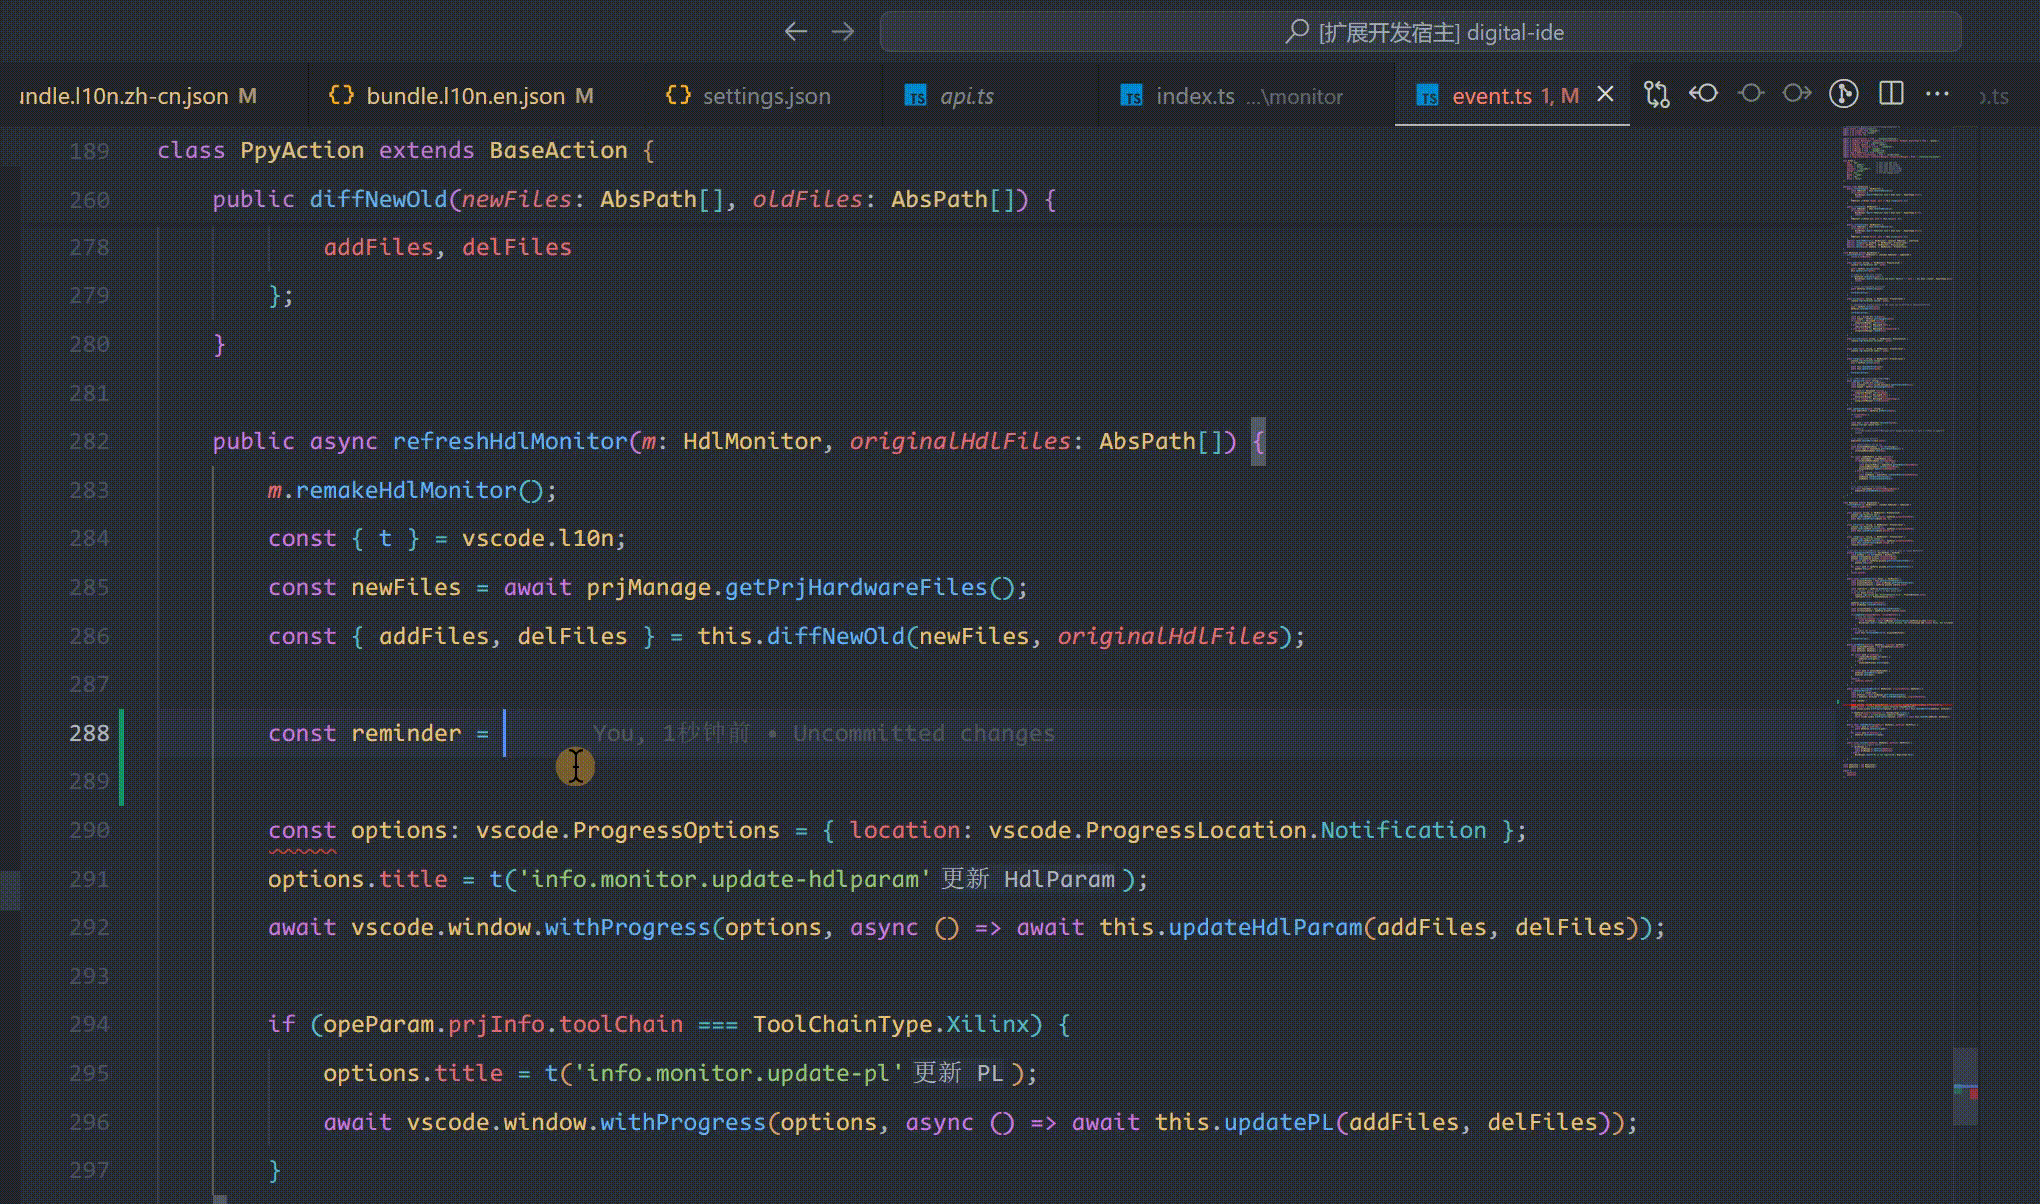 [扩展开发宿主] digital-ide
ndle.l10n.zh-cn.json M
{} bundle.l10n.en.json M
{} settings.json
TS api.ts
TS index.ts ...\monitor
TS event.ts 1, M
.ts
189 class PpyAction extends BaseAction {
260 public diffNewOld(newFiles: AbsPath[], oldFiles: AbsPath[]) {
278 addFiles, delFiles
279 };
280 }
281
282 public async refreshHdlMonitor(m: HdlMonitor, originalHdlFiles: AbsPath[]) {
283 m.remakeHdlMonitor();
284 const { t } = vscode.l10n;
285 const newFiles = await prjManage.getPrjHardwareFiles();
286 const { addFiles, delFiles } = this.diffNewOld(newFiles, originalHdlFiles);
287
288 const reminder = You, 1秒钟前 • Uncommitted changes
289
290 const options: vscode.ProgressOptions = { location: vscode.ProgressLocation.Notification };
291 options.title = t('info.monitor.update-hdlparam' 更新 HdlParam );
292 await vscode.window.withProgress(options, async () => await this.updateHdlParam(addFiles, delFiles));
293
294 if (opeParam.prjInfo.toolChain === ToolChainType.Xilinx) {
295 options.title = t('info.monitor.update-pl' 更新 PL );
296 await vscode.window.withProgress(options, async () => await this.updatePL(addFiles, delFiles));
297 }